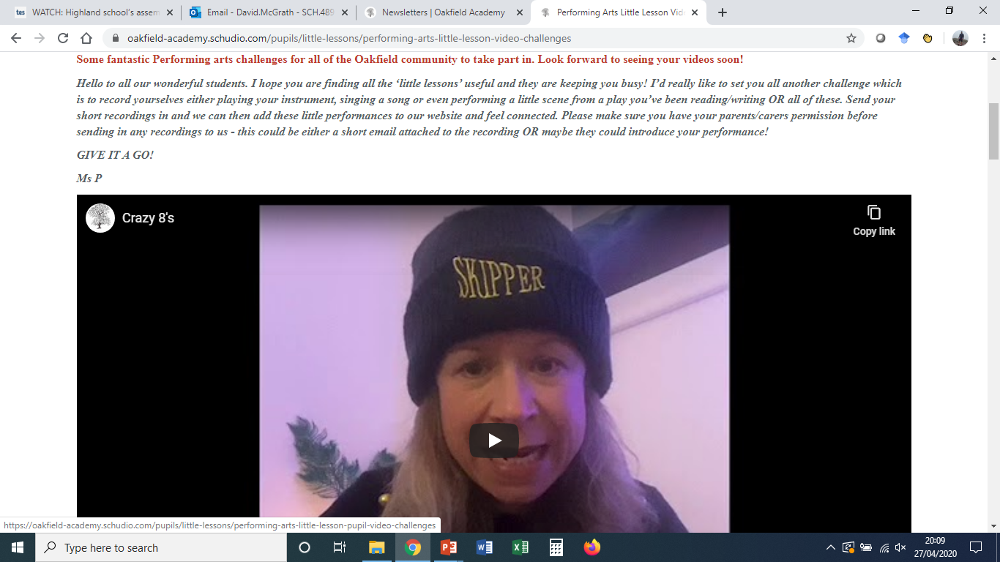 tes WATCH: Highland school's assem
Email - David.McGrath - SCH.489
Newsletters | Oakfield Academy
Performing Arts Little Lesson Vid
oakfield-academy.schudio.com/pupils/little-lessons/performing-arts-little-lesson-video-challenges
Some fantastic Performing arts challenges for all of the Oakfield community to take part in. Look forward to seeing your videos soon!
Hello to all our wonderful students. I hope you are finding all the ‘little lessons’ useful and they are keeping you busy! I’d really like to set you all another challenge which
is to record yourselves either playing your instrument, singing a song or even performing a little scene from a play you’ve been reading/writing OR all of these. Send your
short recordings in and we can then add these little performances to our website and feel connected. Please make sure you have your parents/carers permission before
sending in any recordings to us - this could be either a short email attached to the recording OR maybe they could introduce your performance!
GIVE IT A GO!
Ms P
Crazy 8's
Copy link
SKIPPER
https://oakfield-academy.schudio.com/pupils/little-lessons/performing-arts-little-lesson-pupil-video-challenges
Type here to search
20:09
27/04/2020